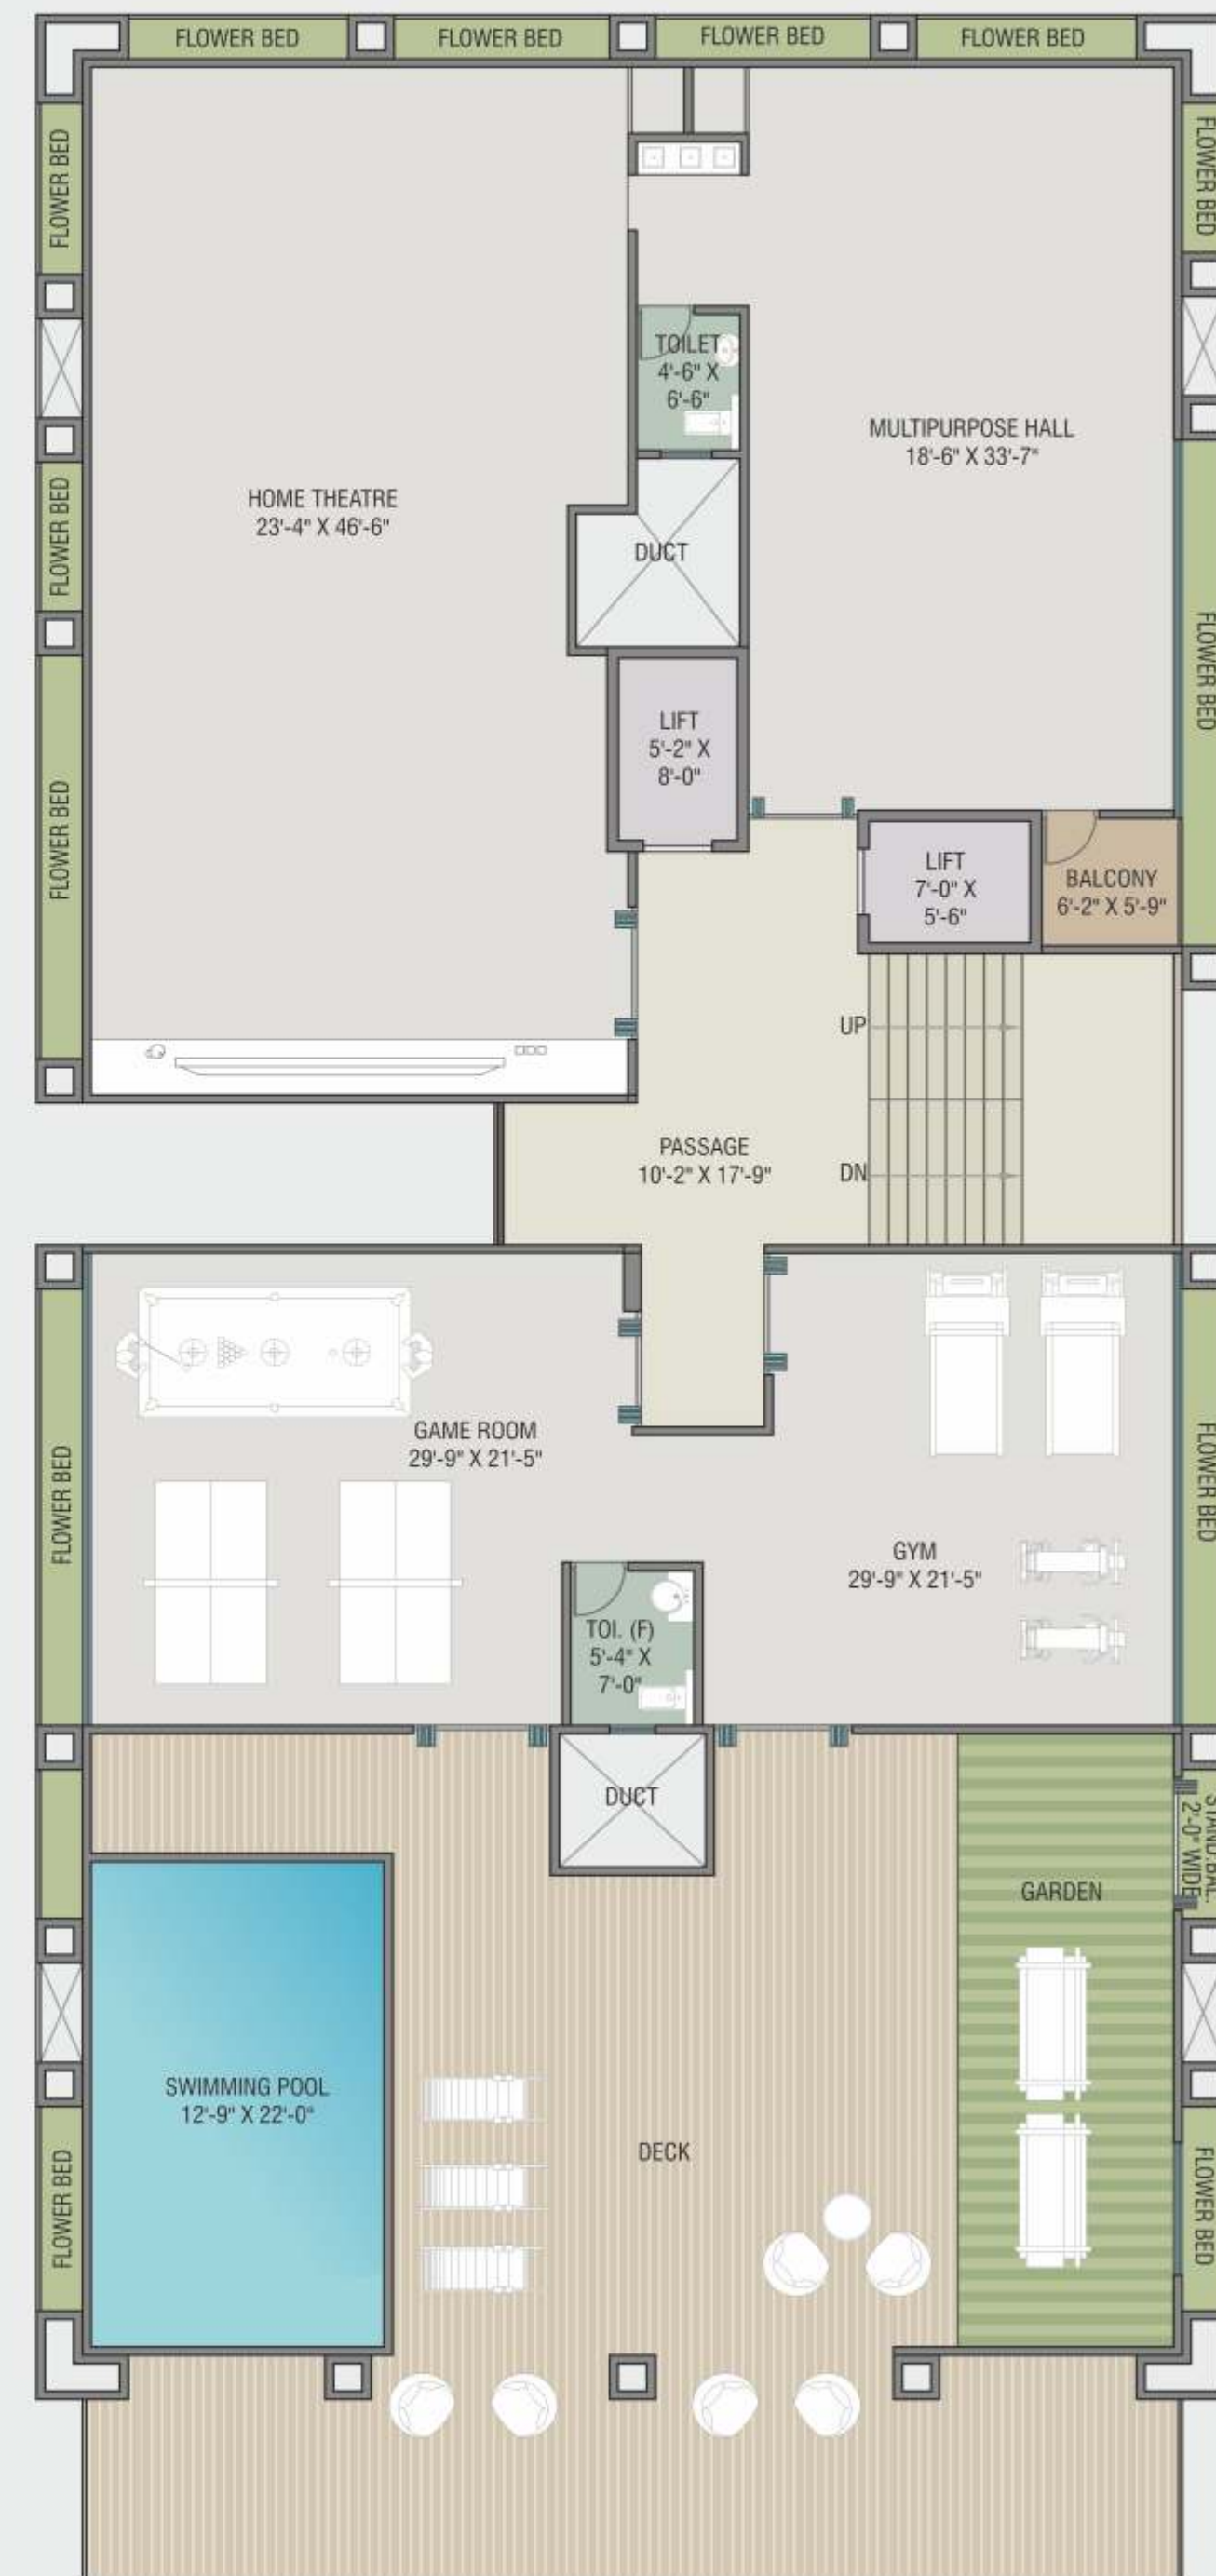 FLOWER BED
FLOWER BED
FLOWER BED
FLOWER BED
FLOWER BED
FLOWER BED
TOILET
4'-6" X
6'-6"
MULTIPURPOSE HALL
18'-6" X 33'-7"
HOME THEATRE
23'-4" X 46'-6"
FLOWER BED
DUCT
FLOWER BED
LIFT
5'-2" X
8'-0"
FLOWER BED
LIFT
7'-0" X
5'-6"
BALCONY
6'-2" X 5'-9"
UP
PASSAGE
10'-2" X 17'-9"
DN
GAME ROOM
29'-9" X 21'-5"
FLOWER BED
FLOWER BED
GYM
29'-9" X 21'-5"
TOI. (F)
5'-4" X
7'-0"
DUCT
STAND.BAL.
2'-0" WIDE
GARDEN
SWIMMING POOL
12'-9" X 22'-0"
DECK
FLOWER BED
FLOWER BED